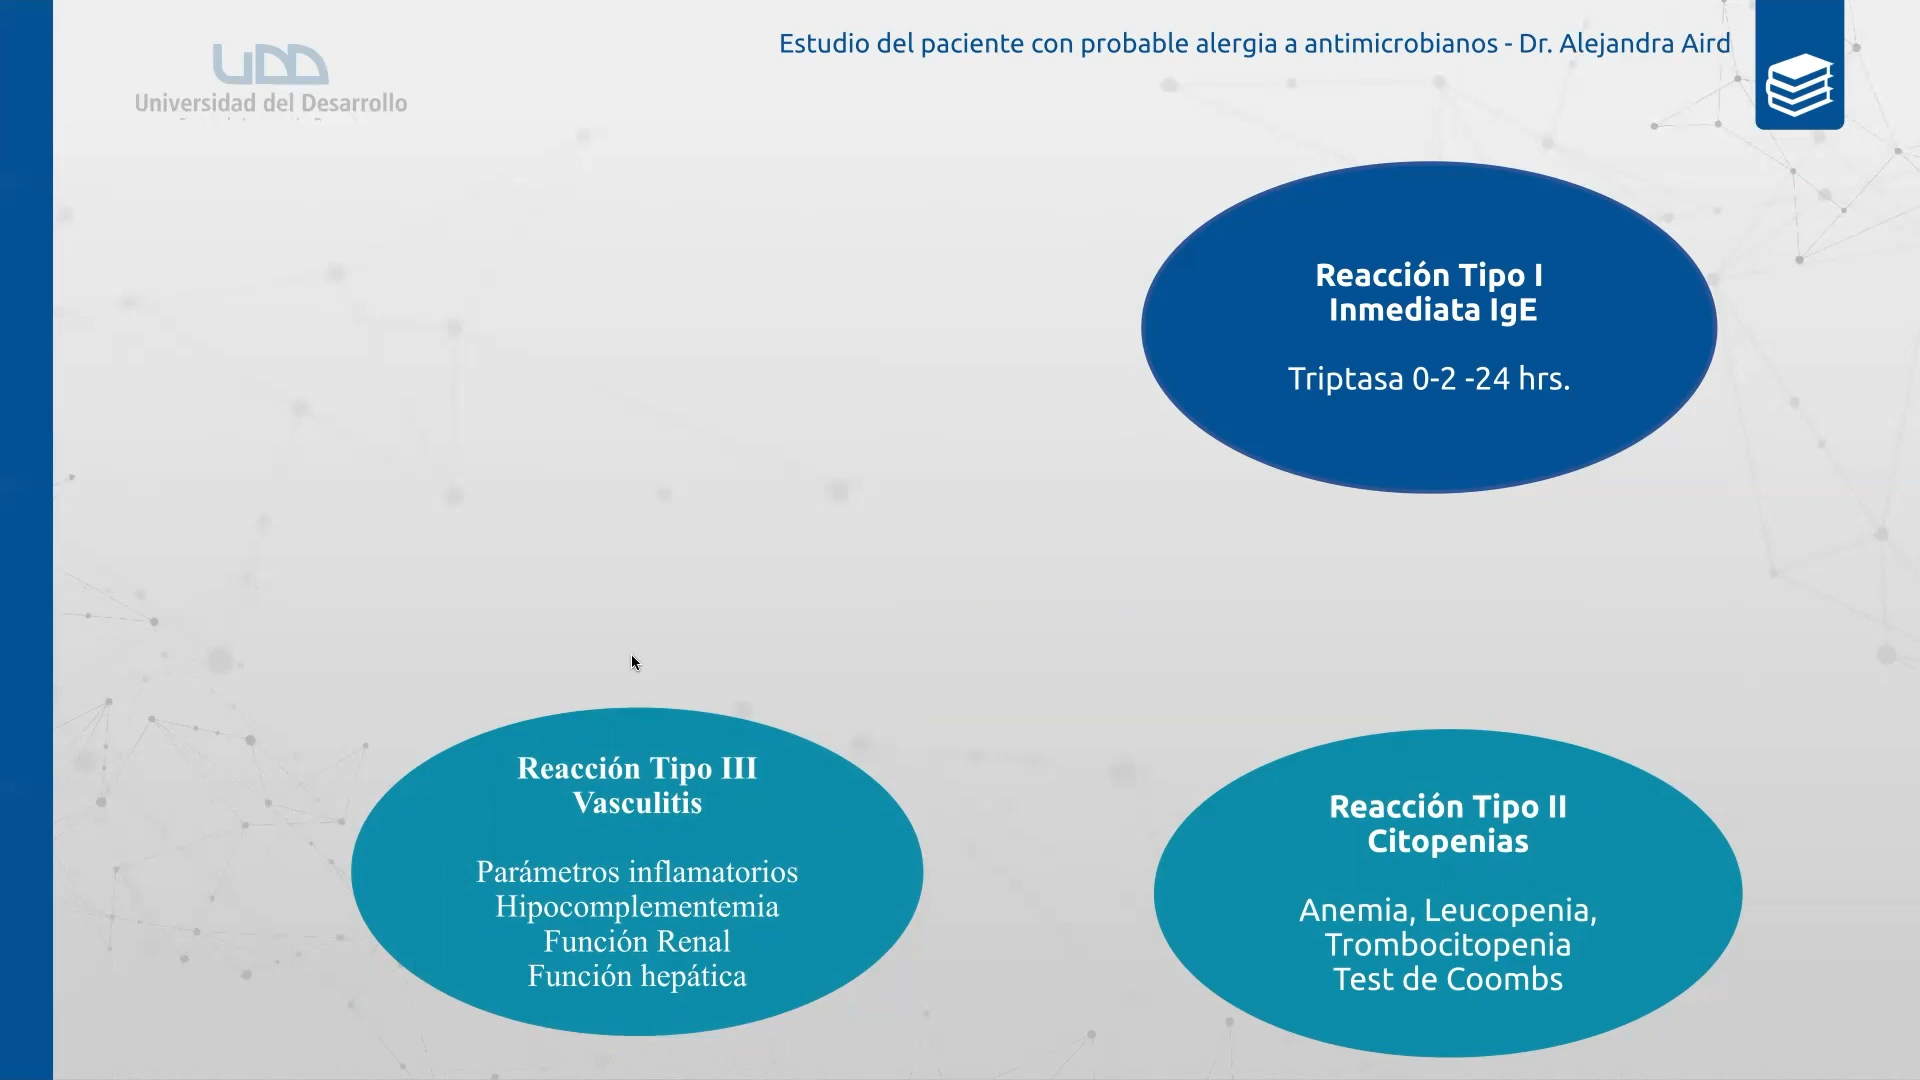 Estudio del paciente con probable alergia a antimicrobianos - Dr. Alejandra Aird
UDD
Universidad del Desarrollo
Reacción Tipo I
Inmediata IgE
Triptasa 0-2 -24 hrs.
Reacción Tipo III
Vasculitis
Parámetros inflamatorios
Hipocomplementemia
Función Renal
Función hepática
Reacción Tipo II
Citopenias
Anemia, Leucopenia,
Trombocitopenia
Test de Coombs